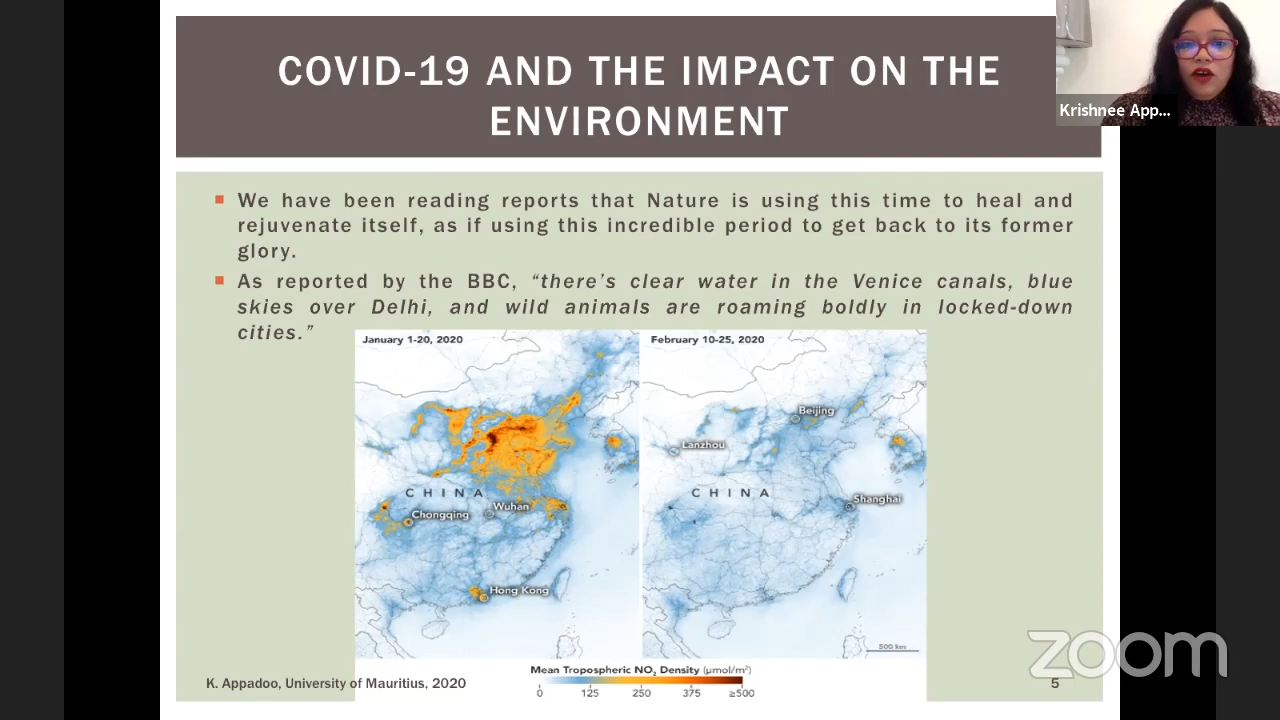 COVID-19 AND THE IMPACT ON THE
ENVIRONMENT
Krishnee App...
We have been reading reports that Nature is using this time to heal and
rejuvenate itself, as if using this incredible period to get back to its former
glory.
As reported by the BBC, “there’s clear water in the Venice canals, blue
skies over Delhi, and wild animals are roaming boldly in locked-down
cities.”
January 1-20, 2020
February 10-25, 2020
Beijing
Lanzhou
CHINA
CHINA
Wuhan
Shanghai
Chongqing
Hong Kong
500 km
zoom
Mean Tropospheric NO₂ Density (μmol/m²)
0 125 250 375 ≥500
K. Appadoo, University of Mauritius, 2020
5